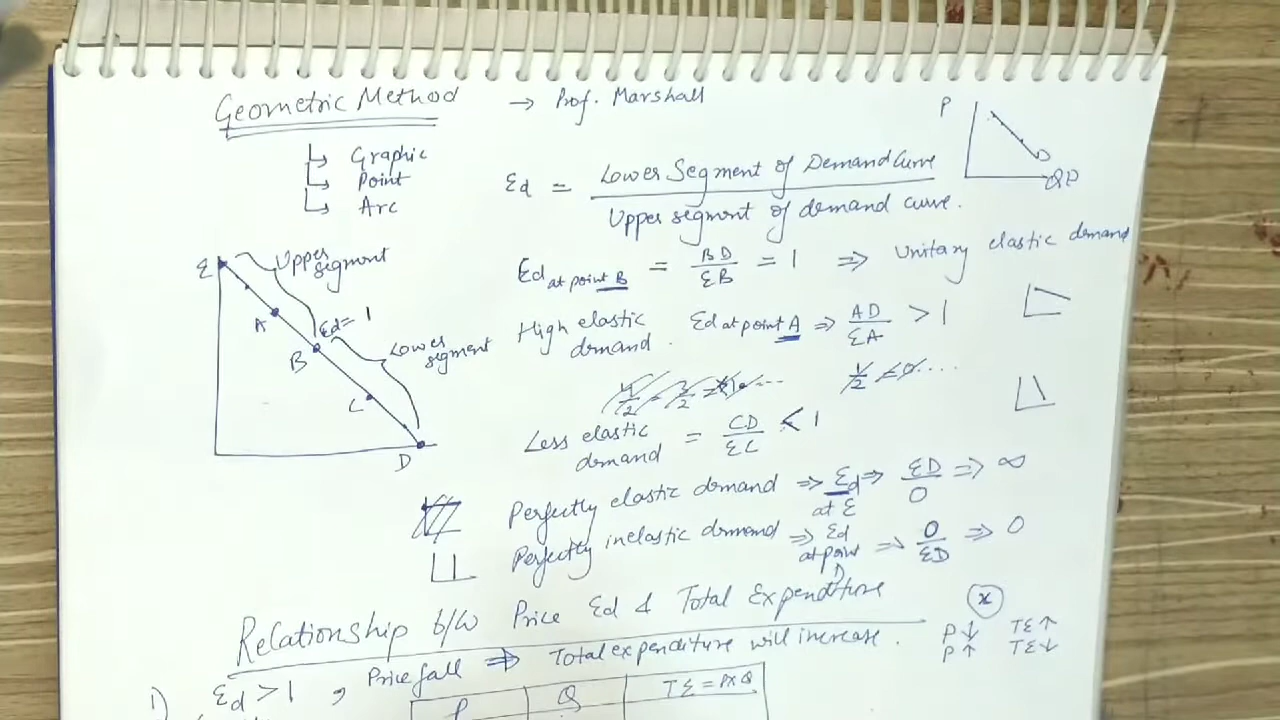 Geometric Method → Prof. Marshall
↳ Graphic
↳ Point
↳ Arc
Ed = Lower Segment of Demand Curve / Upper segment of demand curve.
P
D
QD
E
Upper segment
A
Ed = 1
B
Lower segment
C
D
Ed at point B = BD/EB = 1 ⇒ Unitary elastic demand
High elastic demand. Ed at point A ⇒ AD/EA > 1
Less elastic demand = CD/EC < 1
Perfectly elastic demand ⇒ Ed at E ⇒ ED/0 ⇒ ∞
Perfectly inelastic demand ⇒ Ed at point D ⇒ 0/ED ⇒ 0
Relationship b/w Price Ed & Total Expenditure
1) Ed > 1, Price fall ⇒ Total expenditure will increase.
x
P↓ TE↑
P↑ TE↓
P Q TE = P×Q